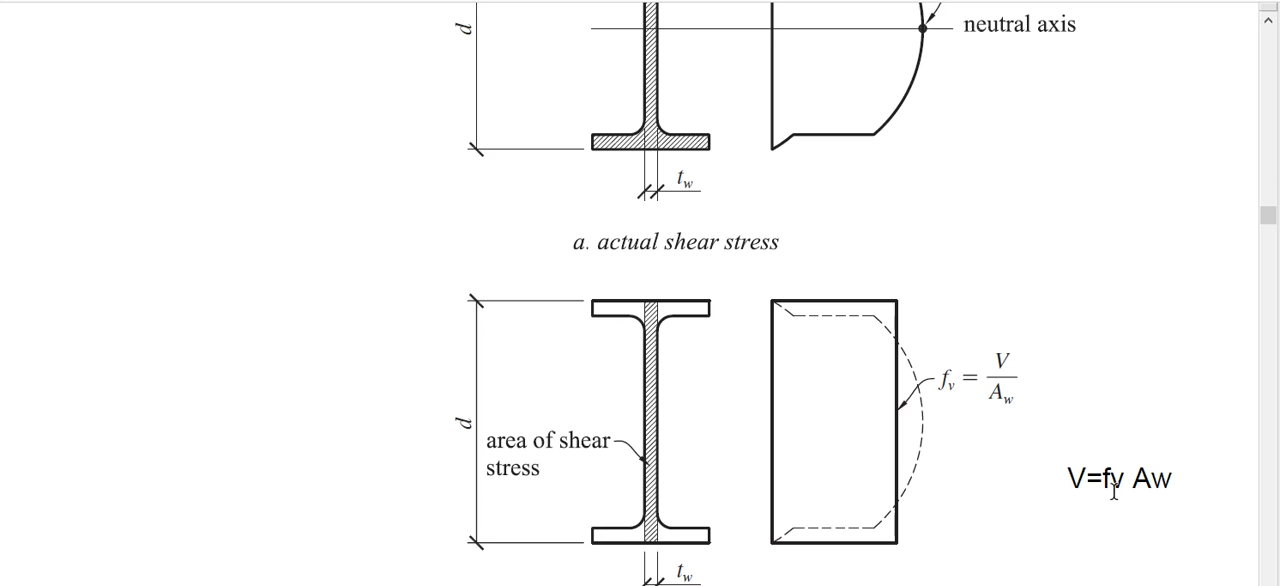 d
neutral axis
t_w
a. actual shear stress
d
area of shear
stress
f_v = V / A_w
V=fv Aw
t_w